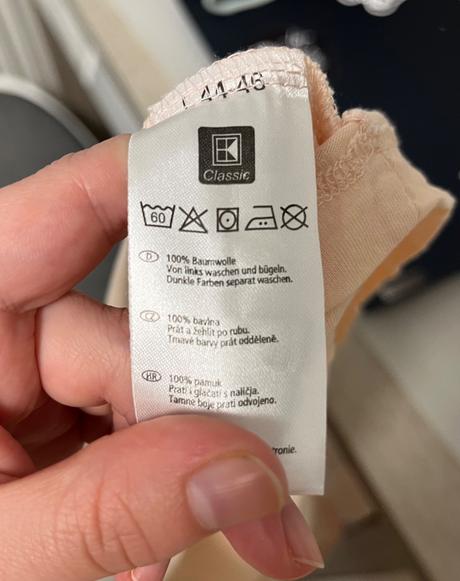 L 44-46
K
Classic
60
D 100% Baumwolle
Von links waschen und bügeln.
Dunkle Farben separat waschen.
CZ 100% bavlna
Prát a žehlit po rubu.
Tmavé barvy prát odděleně.
HR 100% pamuk
Prati i glačati s naličja.
Tamne boje prati odvojeno.